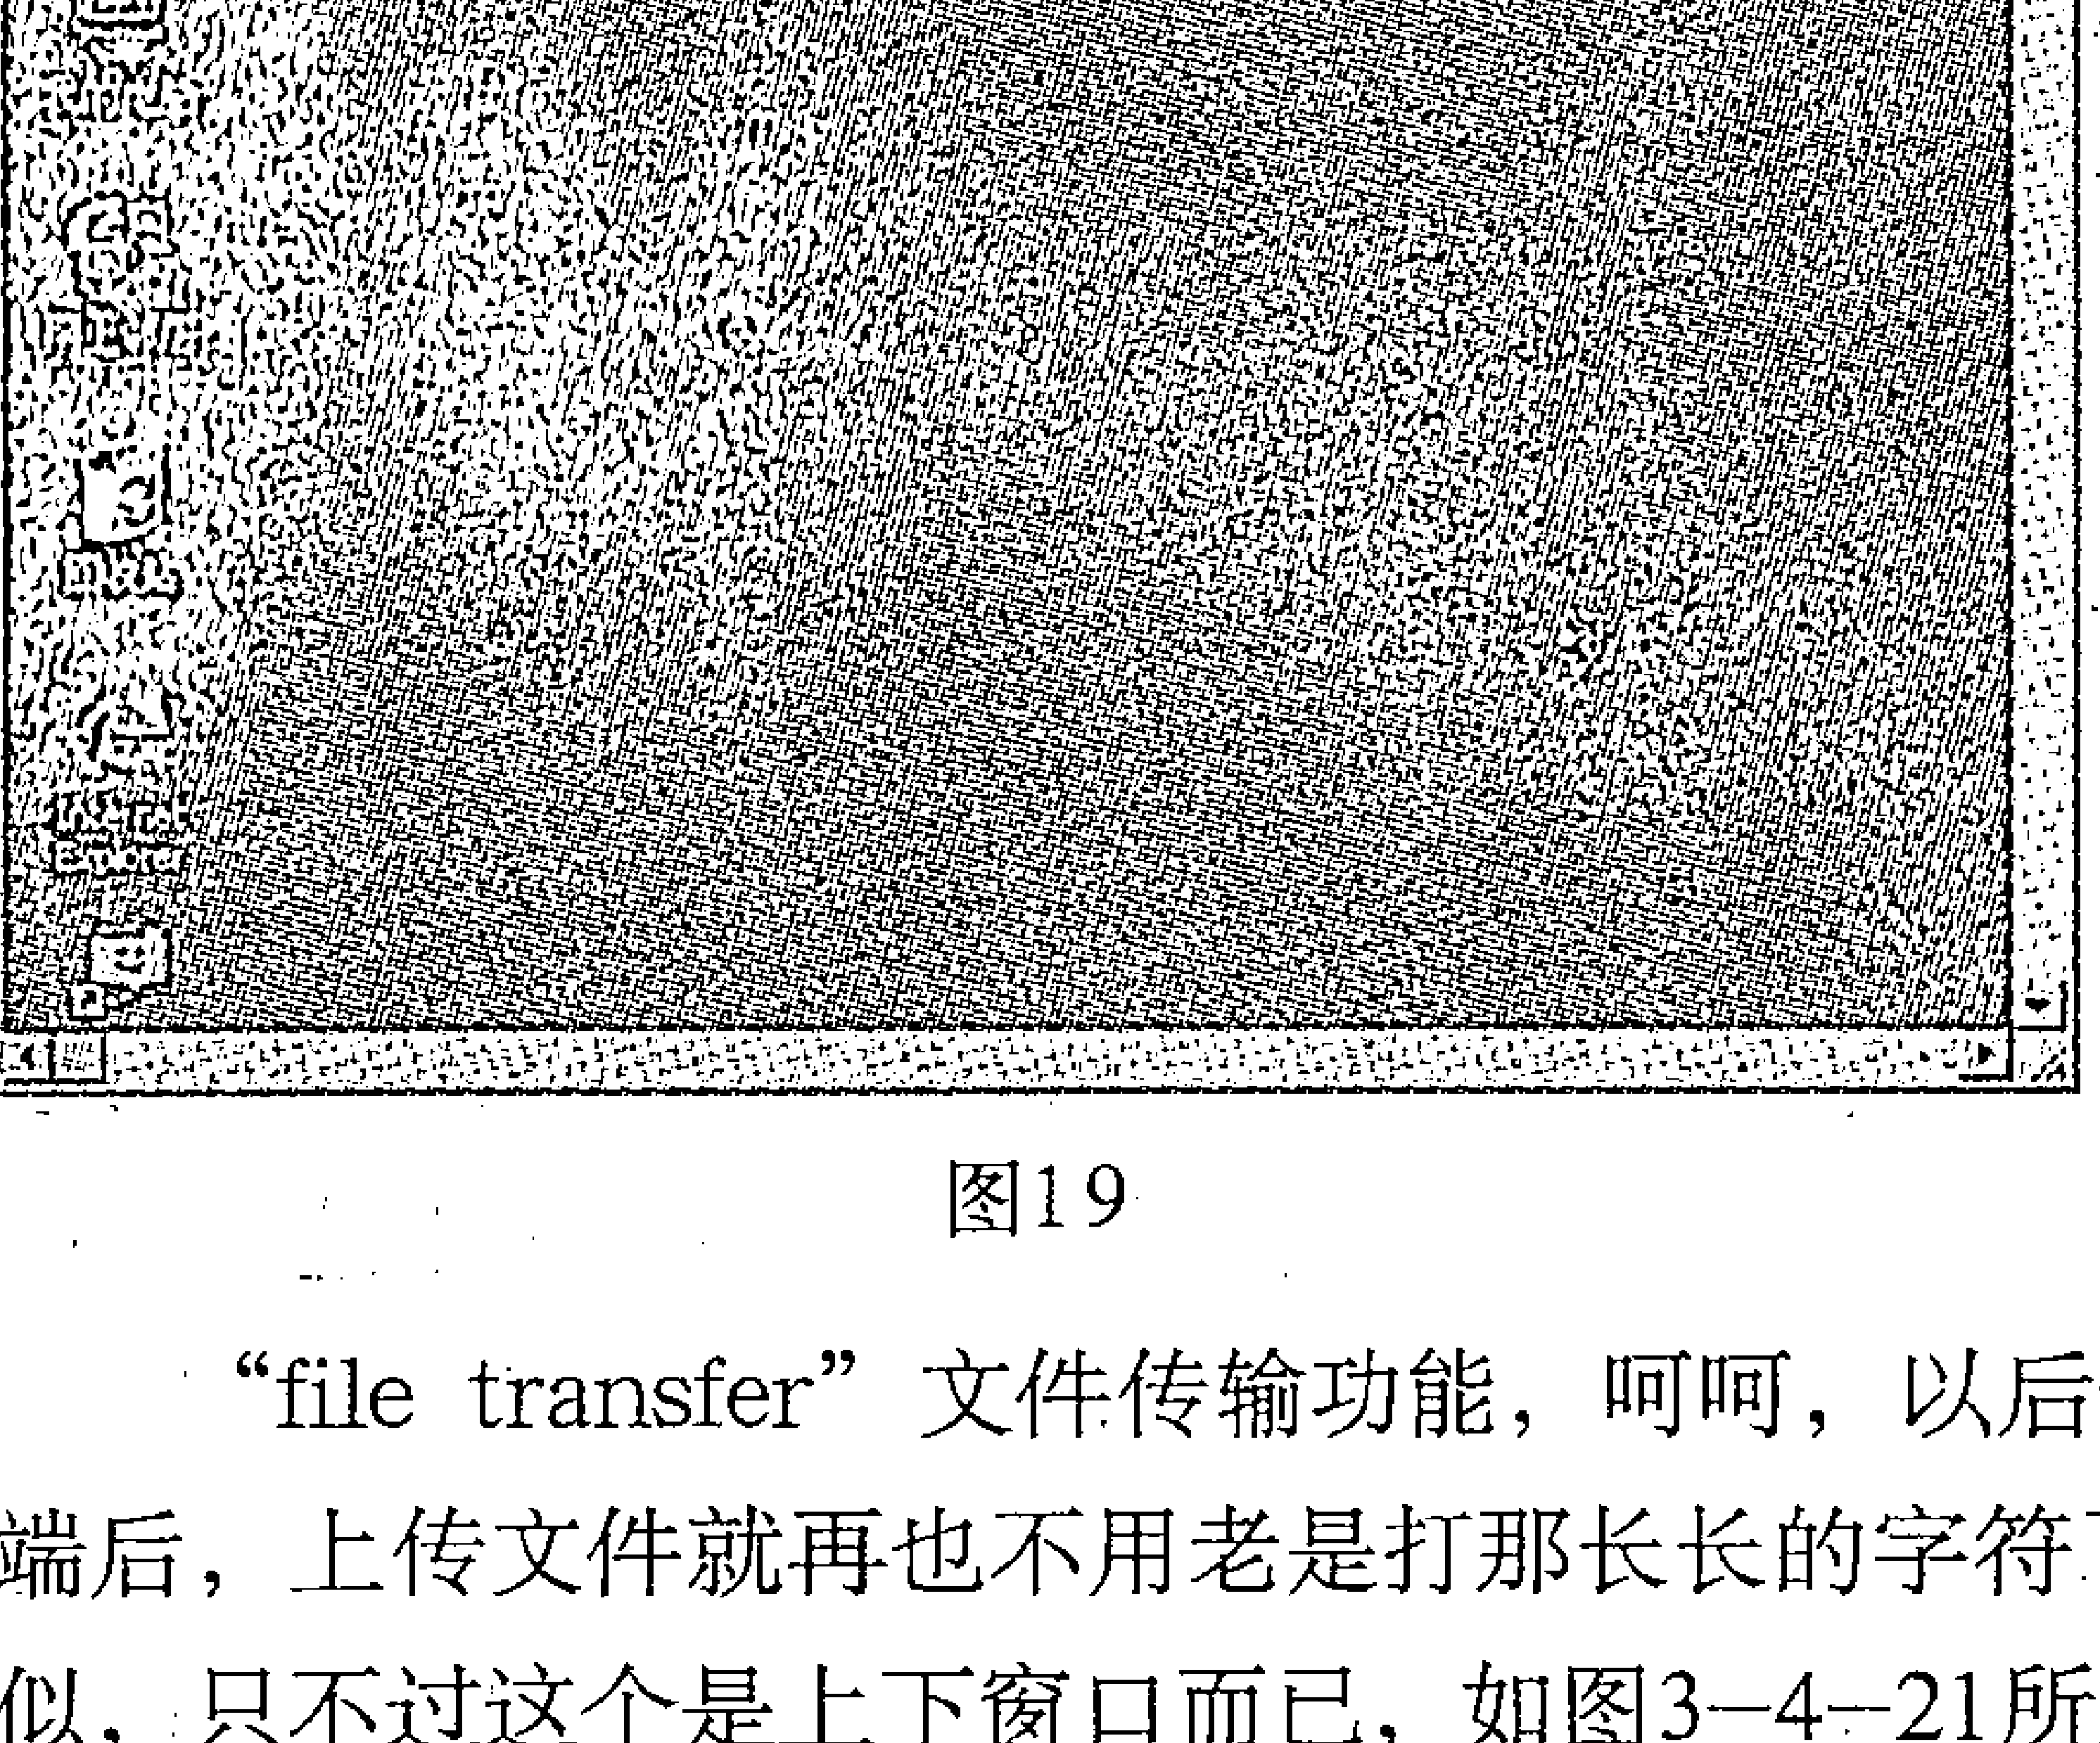 图19
“file transfer”文件传输功能，呵呵，以后
端后，上传文件就再也不用老是打那长长的字符
似，只不过这个是上下窗口而已，如图3-4-21所